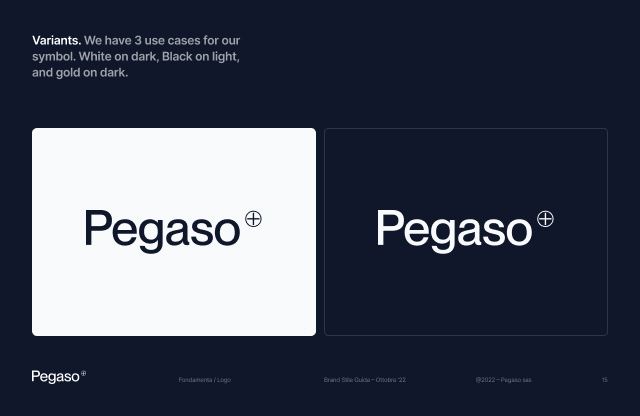 Variants. We have 3 use cases for our
symbol. White on dark, Black on light,
and gold on dark.
Pegaso
Pegaso
Pegaso
Fondamenta / Logo
Brand Stile Guide – Ottobre '22
@2022 – Pegaso sas
15